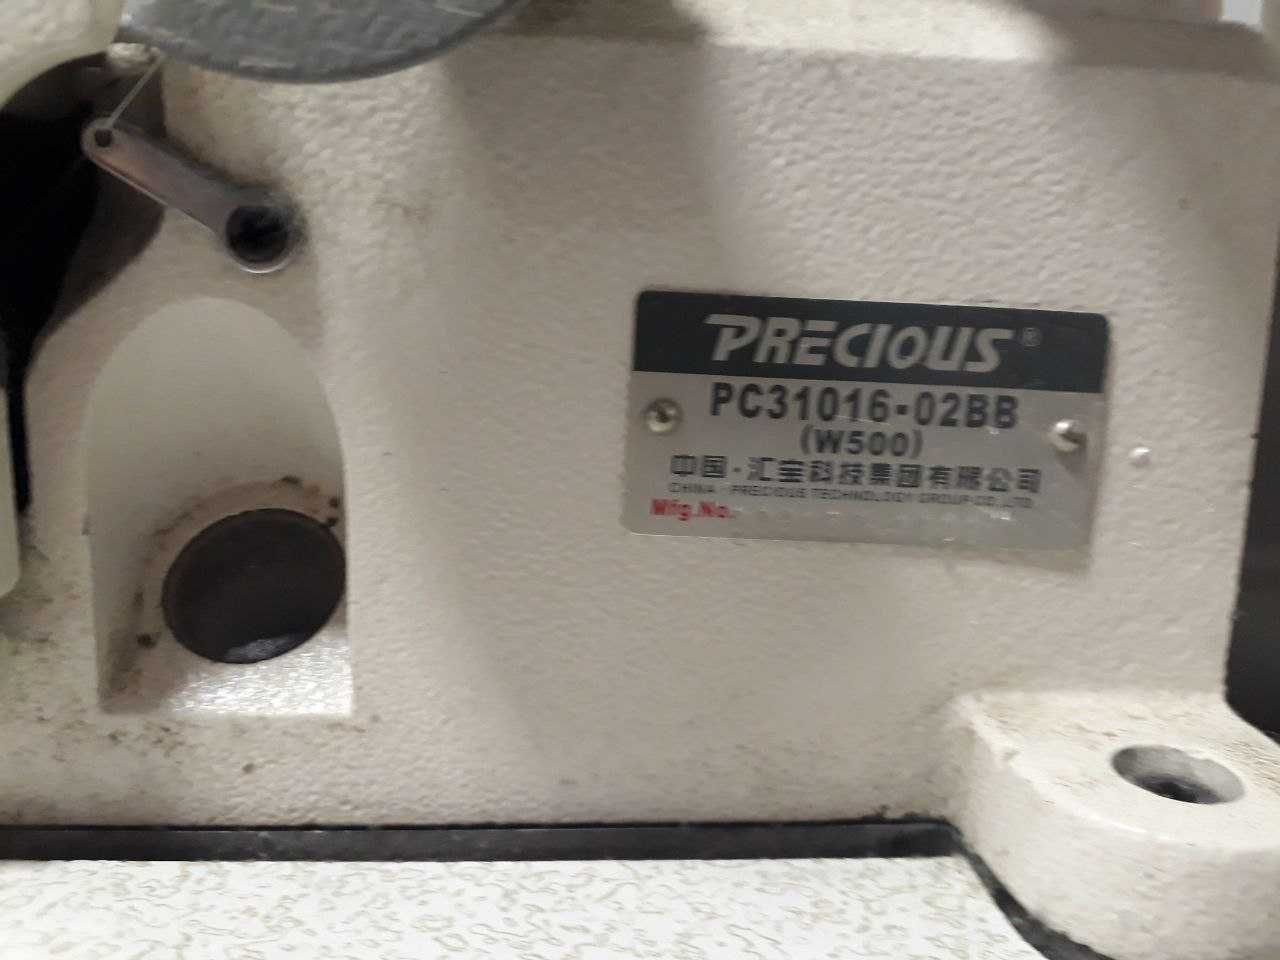 PRECIOUS®
PC31016-02BB
(W500)
中国·汇宝科技集团有限公司
CHINA · PRECIOUS TECHNOLOGY GROUP CO., LTD
Mfg.No.